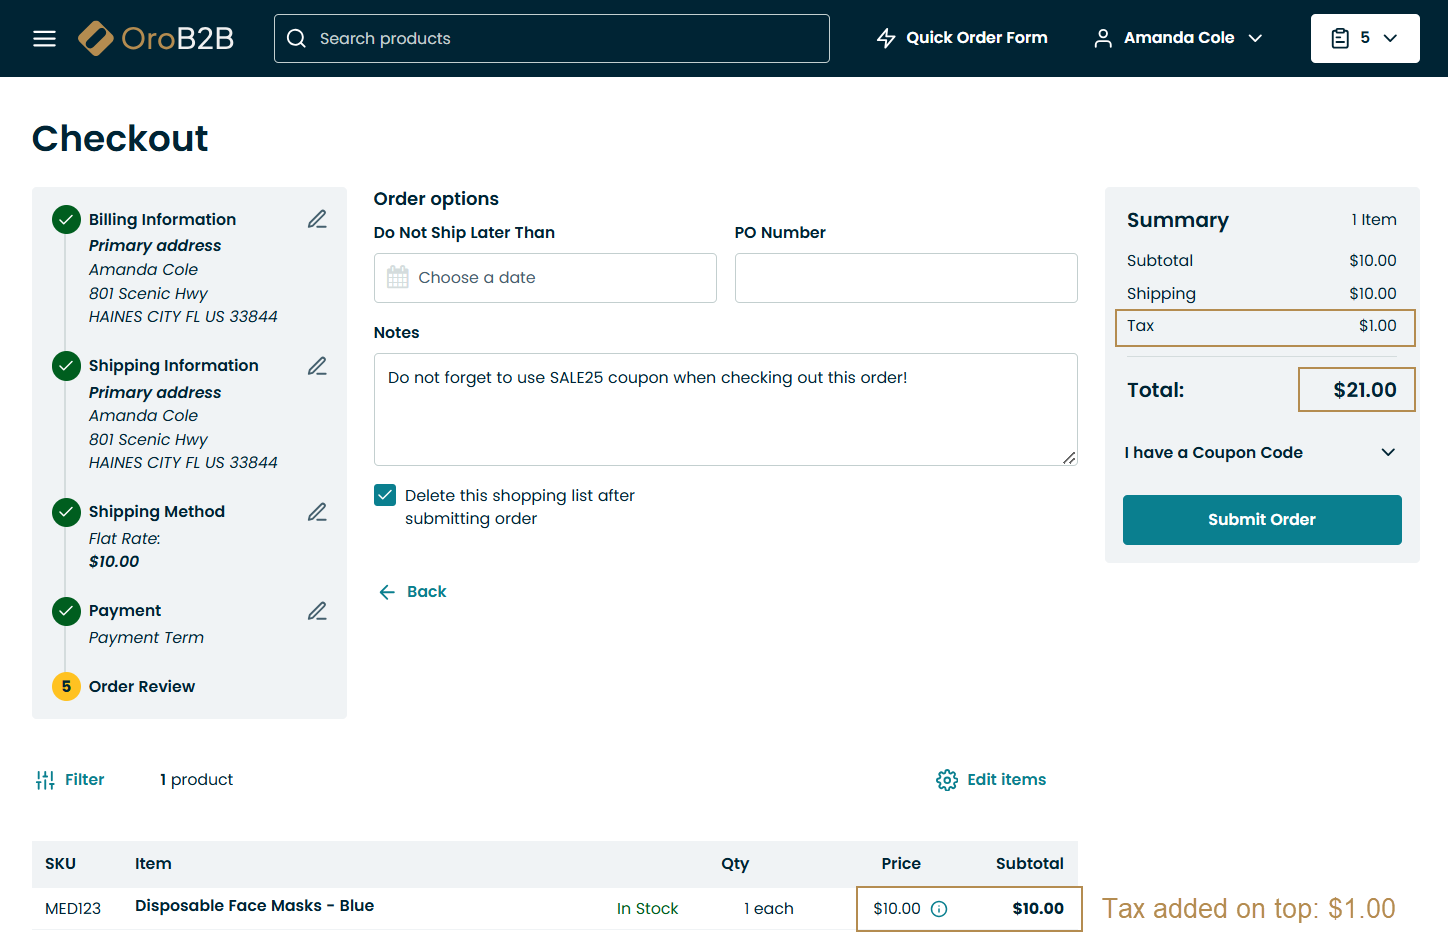 OroB2B
Search products
Quick Order Form
Amanda Cole
5
Checkout
Billing Information
Primary address
Amanda Cole
801 Scenic Hwy
HAINES CITY FL US 33844
Shipping Information
Primary address
Amanda Cole
801 Scenic Hwy
HAINES CITY FL US 33844
Shipping Method
Flat Rate:
$10.00
Payment
Payment Term
5 Order Review
Order options
Do Not Ship Later Than
Choose a date
PO Number
Notes
Do not forget to use SALE25 coupon when checking out this order!
Delete this shopping list after
submitting order
Back
Summary 1 Item
Subtotal $10.00
Shipping $10.00
Tax $1.00
Total: $21.00
I have a Coupon Code
Submit Order
Filter 1 product Edit items
SKU Item Qty Price Subtotal
MED123 Disposable Face Masks - Blue In Stock 1 each $10.00 $10.00
Tax added on top: $1.00